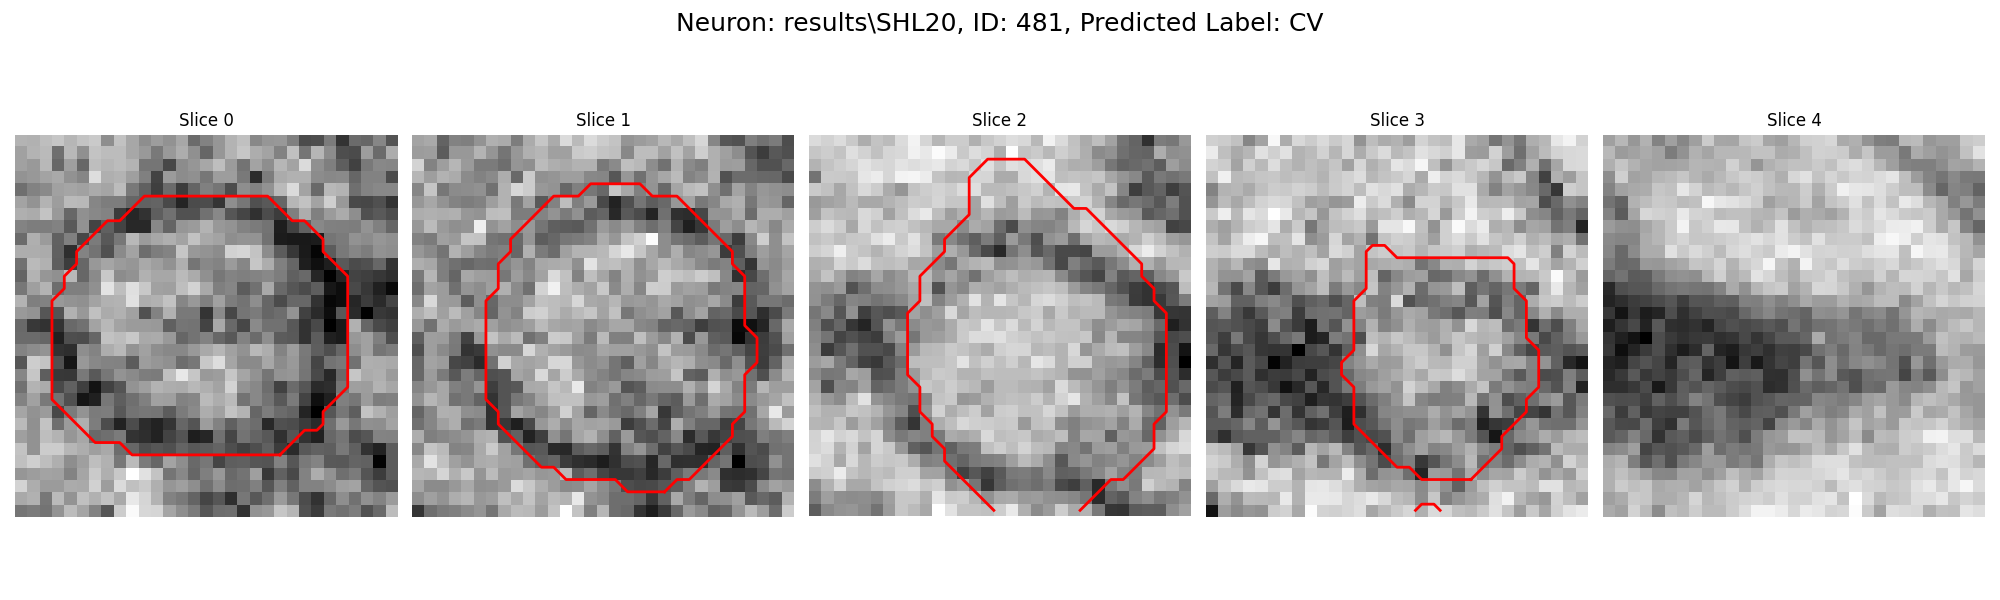 Neuron: results\SHL20, ID: 481, Predicted Label: CV
Slice 0
Slice 1
Slice 2
Slice 3
Slice 4